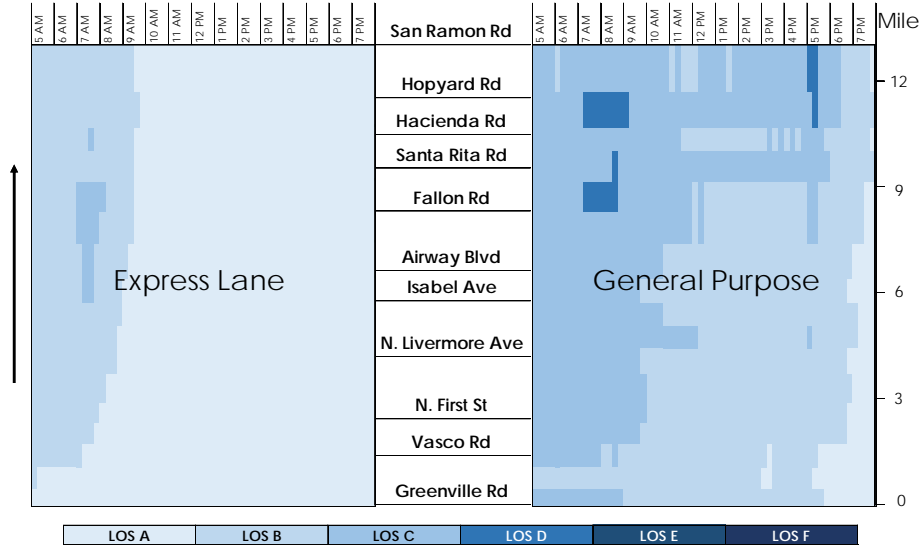 5 AM 6 AM 7 AM 8 AM 9 AM 10 AM 11 AM 12 PM 1 PM 2 PM 3 PM 4 PM 5 PM 6 PM 7 PM
San Ramon Rd
5 AM 6 AM 7 AM 8 AM 9 AM 10 AM 11 AM 12 PM 1 PM 2 PM 3 PM 4 PM 5 PM 6 PM 7 PM
Mile
Hopyard Rd
12
Hacienda Rd
Santa Rita Rd
Fallon Rd
9
Airway Blvd
Express Lane
General Purpose
Isabel Ave
6
N. Livermore Ave
N. First St
3
Vasco Rd
Greenville Rd
0
LOS A LOS B LOS C LOS D LOS E LOS F